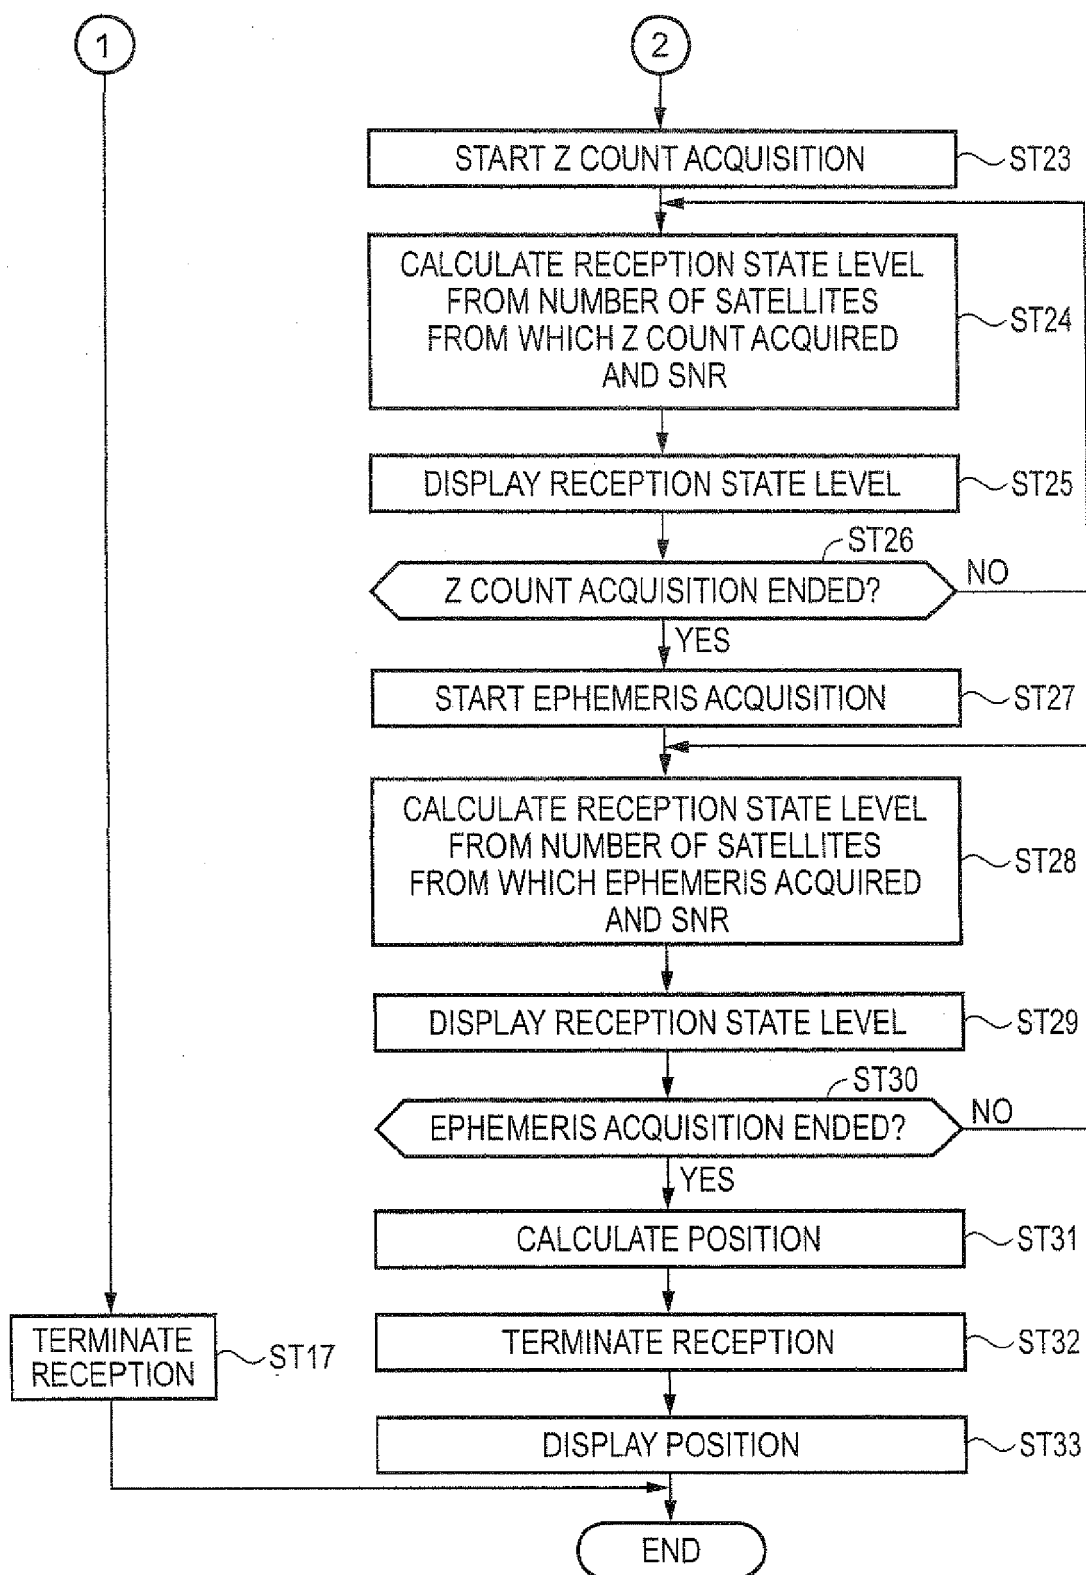 1
2
START Z COUNT ACQUISITION
ST23
CALCULATE RECEPTION STATE LEVEL
FROM NUMBER OF SATELLITES
FROM WHICH Z COUNT ACQUIRED
AND SNR
ST24
DISPLAY RECEPTION STATE LEVEL
ST25
ST26
Z COUNT ACQUISITION ENDED?
NO
YES
START EPHEMERIS ACQUISITION
ST27
CALCULATE RECEPTION STATE LEVEL
FROM NUMBER OF SATELLITES
FROM WHICH EPHEMERIS ACQUIRED
AND SNR
ST28
DISPLAY RECEPTION STATE LEVEL
ST29
ST30
EPHEMERIS ACQUISITION ENDED?
NO
YES
CALCULATE POSITION
ST31
TERMINATE
RECEPTION
ST17
TERMINATE RECEPTION
ST32
DISPLAY POSITION
ST33
END